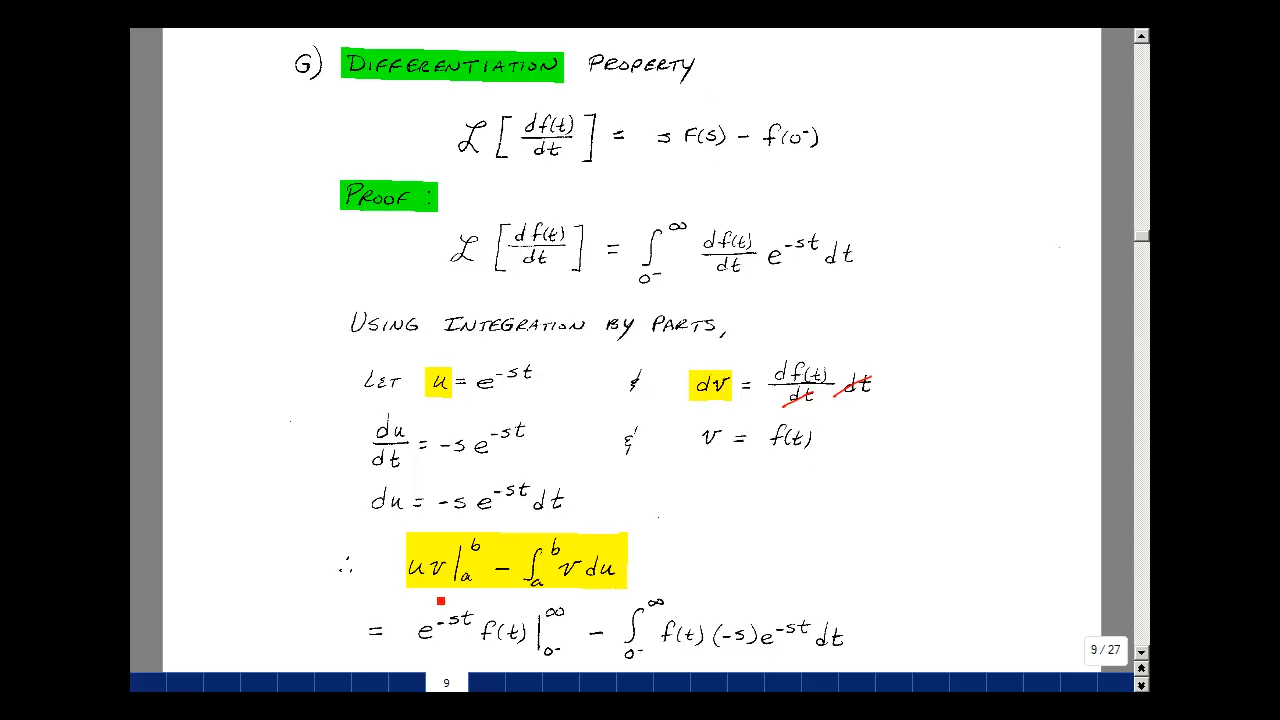 G) DIFFERENTIATION PROPERTY
ℒ [ df(t)/dt ] = s F(s) − f(0⁻)
PROOF :
ℒ [ df(t)/dt ] = ∫₀₋^∞ df(t)/dt e^(-st) dt
USING INTEGRATION BY PARTS,
LET u = e^(-st) & dv = df(t)/dt dt
du/dt = -s e^(-st) & v = f(t)
du = -s e^(-st) dt
∴ uv|ₐᵇ − ∫ₐᵇ v du
= e^(-st) f(t)|₀₋^∞ − ∫₀₋^∞ f(t) (-s) e^(-st) dt
9 / 27
9